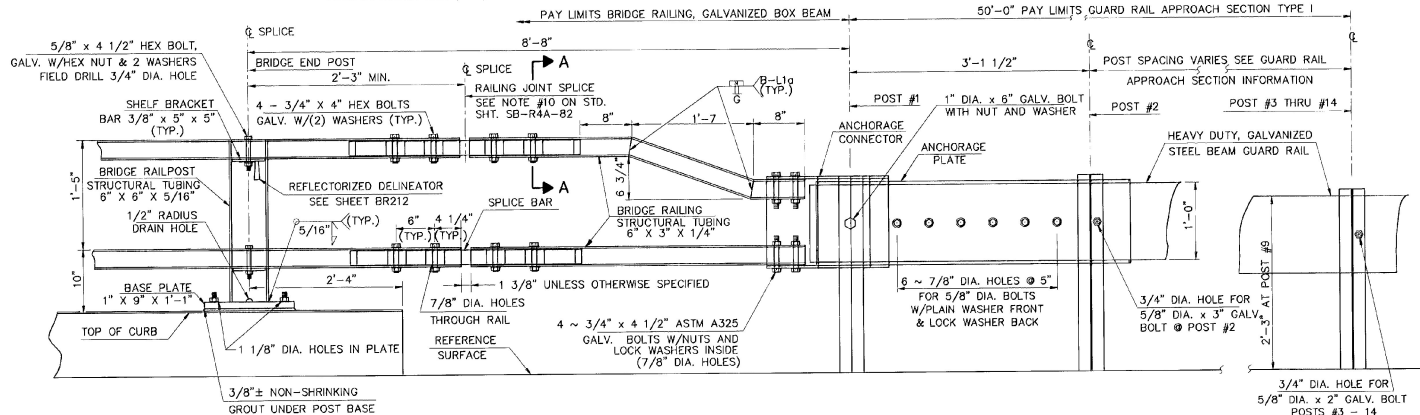 PAY LIMITS BRIDGE RAILING, GALVANIZED BOX BEAM
50'-0" PAY LIMITS GUARD RAIL APPROACH SECTION TYPE I
℄ SPLICE
8'-8"
℄
℄
5/8" x 4 1/2" HEX BOLT,
GALV. W/HEX NUT & 2 WASHERS
FIELD DRILL 3/4" DIA. HOLE
BRIDGE END POST
2'-3" MIN.
℄ SPLICE
A
RAILING JOINT SPLICE
SEE NOTE #10 ON STD.
SHT. SB-R4A-82
B-L1a
(TYP.)
G
3'-1 1/2"
POST SPACING VARIES SEE GUARD RAIL
APPROACH SECTION INFORMATION
SHELF BRACKET
BAR 3/8" x 5" x 5"
(TYP.)
4 - 3/4" X 4" HEX BOLTS
GALV. W/(2) WASHERS (TYP.)
8"
1'-7
8"
POST #1
1" DIA. x 6" GALV. BOLT
WITH NUT AND WASHER
POST #2
POST #3 THRU #14
ANCHORAGE
CONNECTOR
ANCHORAGE
PLATE
HEAVY DUTY, GALVANIZED
STEEL BEAM GUARD RAIL
1'-5"
BRIDGE RAILPOST
STRUCTURAL TUBING
6" X 6" X 5/16"
REFLECTORIZED DELINEATOR
SEE SHEET BR212
A
6 3/4"
1/2" RADIUS
DRAIN HOLE
5/16"
(TYP.)
6"
(TYP.)
4 1/4"
(TYP.)
SPLICE BAR
BRIDGE RAILING
STRUCTURAL TUBING
6" X 3" X 1/4"
1'-0"
10"
BASE PLATE
1" X 9" X 1'-1"
2'-4"
1 3/8" UNLESS OTHERWISE SPECIFIED
7/8" DIA. HOLES
THROUGH RAIL
6 ~ 7/8" DIA. HOLES @ 5"
FOR 5/8" DIA. BOLTS
W/PLAIN WASHER FRONT
& LOCK WASHER BACK
3/4" DIA. HOLE FOR
5/8" DIA. x 3" GALV.
BOLT @ POST #2
2'-3" AT POST #9
TOP OF CURB
1 1/8" DIA. HOLES IN PLATE
REFERENCE
SURFACE
4 ~ 3/4" x 4 1/2" ASTM A325
GALV. BOLTS W/NUTS AND
LOCK WASHERS INSIDE
(7/8" DIA. HOLES)
3/8"± NON-SHRINKING
GROUT UNDER POST BASE
3/4" DIA. HOLE FOR
5/8" DIA. x 2" GALV. BOLT
POSTS #3 - 14